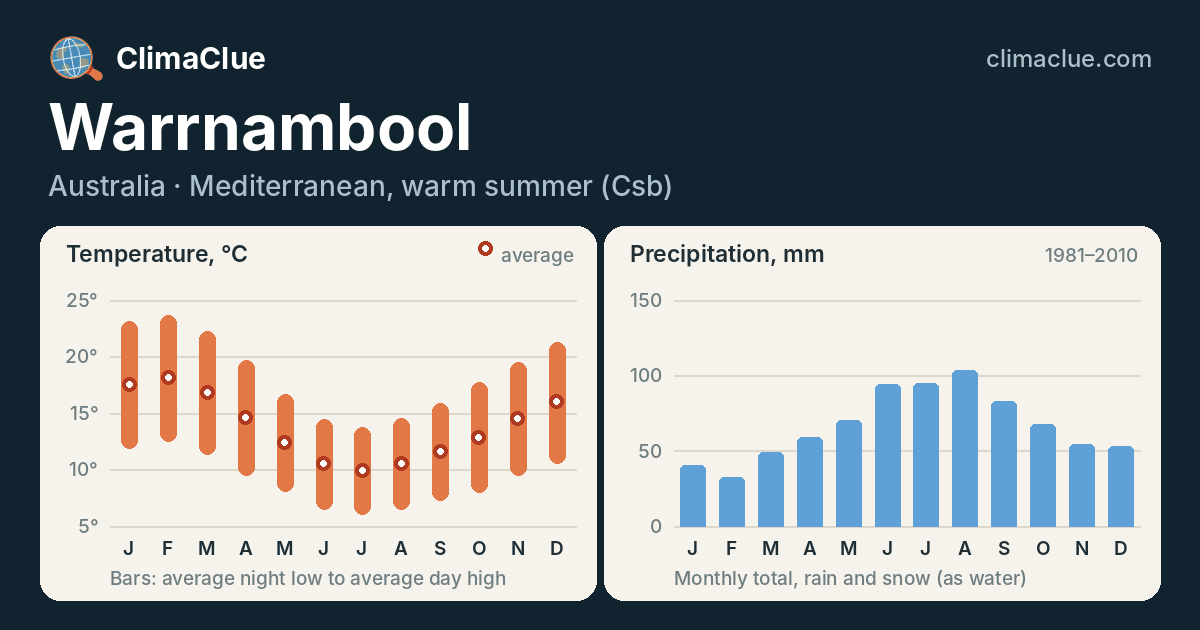 ClimaClue
climaclue.com
Warrnambool
Australia · Mediterranean, warm summer (Csb)
Temperature, °C
average
25°
20°
15°
10°
5°
J F M A M J J A S O N D
Bars: average night low to average day high
Precipitation, mm
1981–2010
150
100
50
0
J F M A M J J A S O N D
Monthly total, rain and snow (as water)